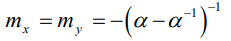 m_x = m_y = −(α − α⁻¹)⁻¹